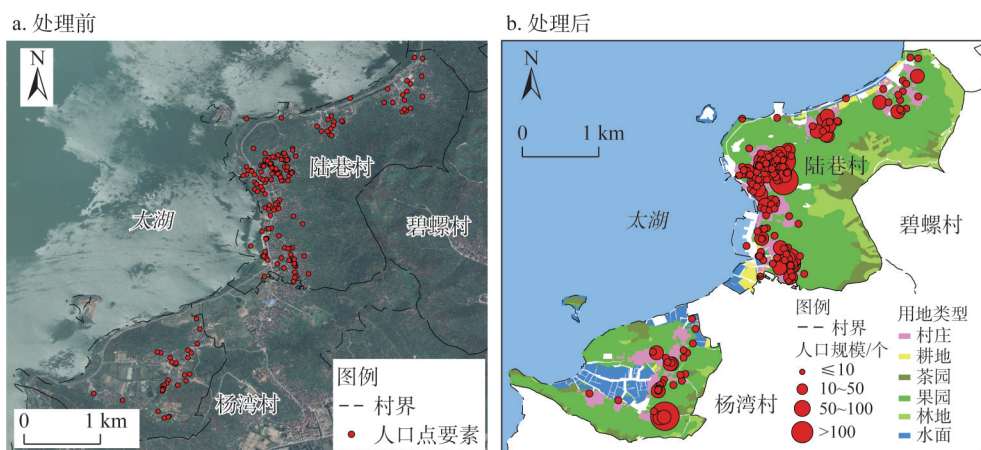 a. 处理前
N
陆巷村
太湖
碧螺村
杨湾村
0 1 km
图例
村界
人口点要素
b. 处理后
N
0 1 km
陆巷村
太湖
碧螺村
杨湾村
图例
村界
人口规模/个
≤10
10~50
50~100
>100
用地类型
村庄
耕地
茶园
果园
林地
水面